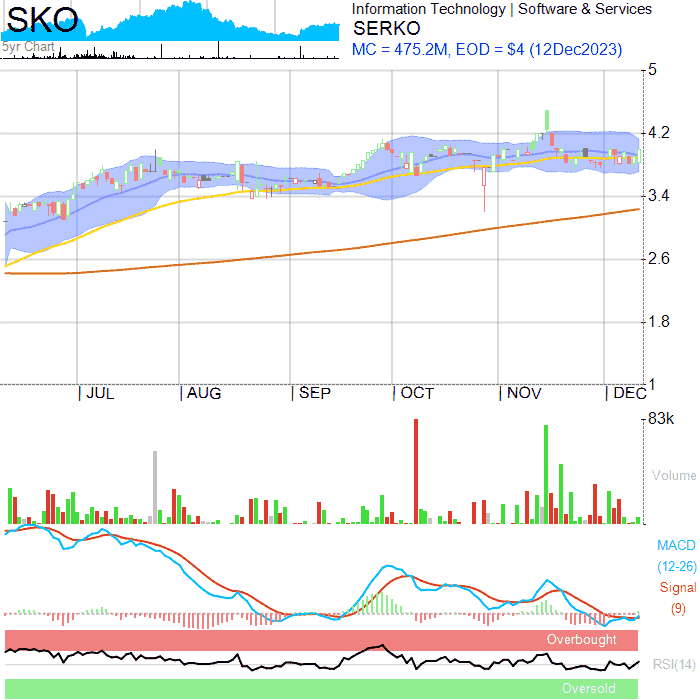 SKO
5yr Chart
Information Technology | Software & Services
SERKO
MC = 475.2M, EOD = $4 (12Dec2023)
5
4.2
3.4
2.6
1.8
1
| JUL | AUG | SEP | OCT | NOV | DEC
83k
Volume
MACD
(12-26)
Signal
(9)
Overbought
RSI(14)
Oversold